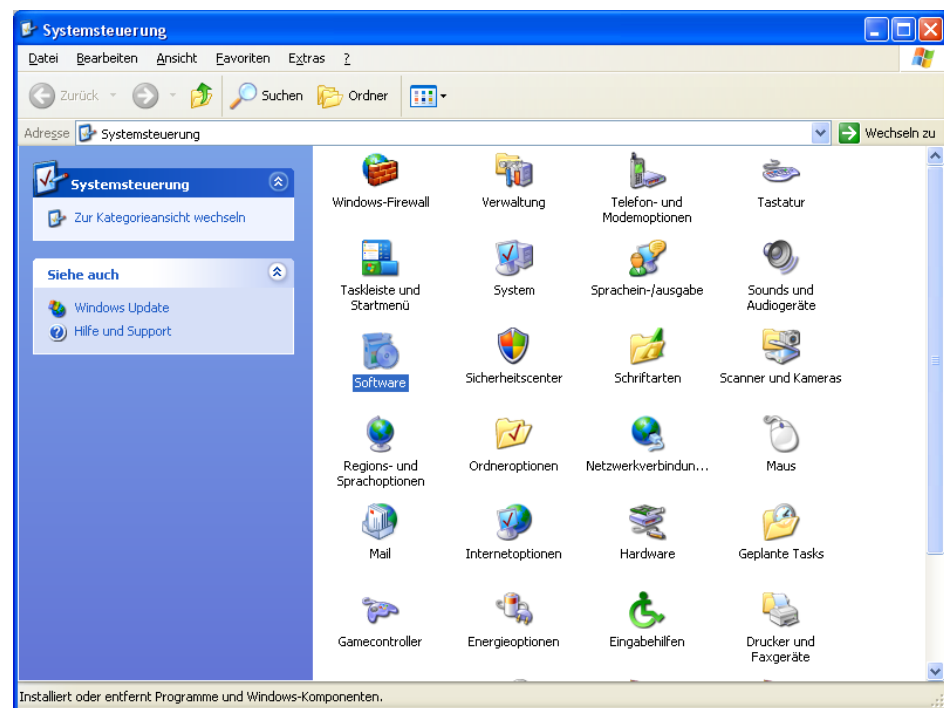 Systemsteuerung
Datei Bearbeiten Ansicht Favoriten Extras ?
Zurück Suchen Ordner
Adresse Systemsteuerung Wechseln zu
Systemsteuerung
Zur Kategorieansicht wechseln
Siehe auch
Windows Update
Hilfe und Support
Windows-Firewall
Verwaltung
Telefon- und
Modemoptionen
Tastatur
Taskleiste und
Startmenü
System
Sprachein-/ausgabe
Sounds und
Audiogeräte
Software
Sicherheitscenter
Schriftarten
Scanner und Kameras
Regions- und
Sprachoptionen
Ordneroptionen
Netzwerkverbindun...
Maus
Mail
Internetoptionen
Hardware
Geplante Tasks
Gamecontroller
Energieoptionen
Eingabehilfen
Drucker und
Faxgeräte
Installiert oder entfernt Programme und Windows-Komponenten.